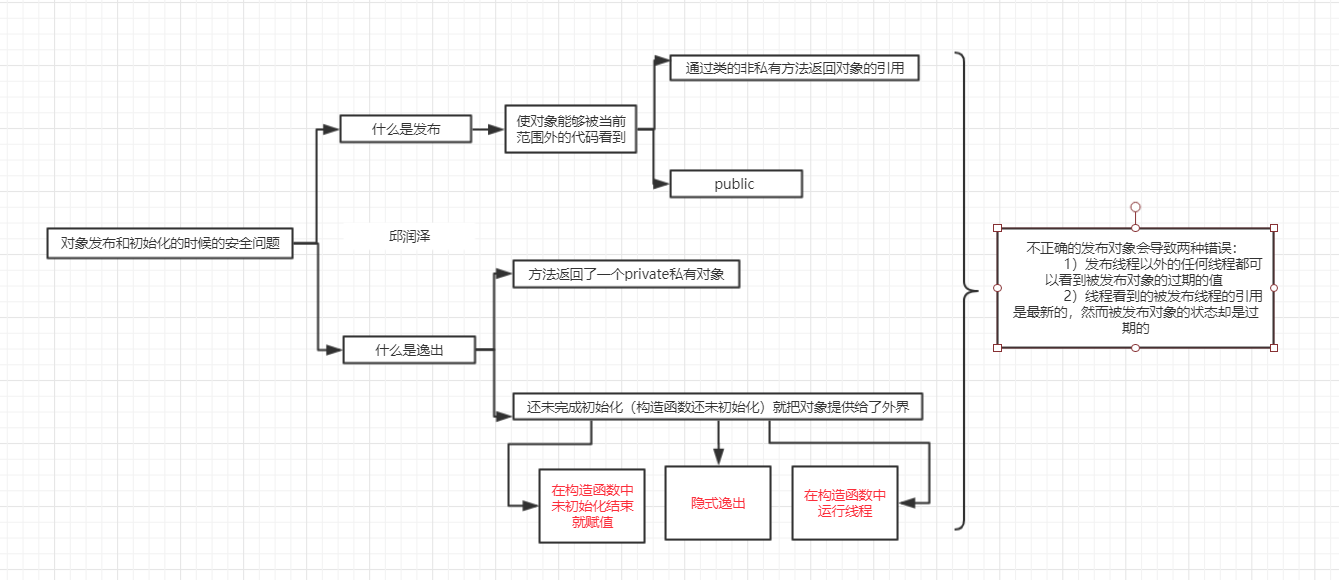 对象发布和初始化的时候的安全问题
什么是发布
使对象能够被当前
范围外的代码看到
通过类的非私有方法返回对象的引用
public
邱润泽
什么是逸出
方法返回了一个private私有对象
还未完成初始化（构造函数还未初始化）就把对象提供给了外界
在构造函数中
未初始化结束
就赋值
隐式逸出
在构造函数中
运行线程
不正确的发布对象会导致两种错误：
1）发布线程以外的任何线程都可
以看到被发布对象的过期的值
2）线程看到的被发布线程的引用
是最新的，然而被发布对象的状态却是过
期的